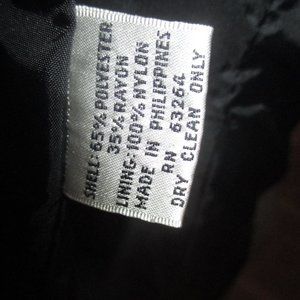 SHELL: 65% POLYESTER
35% RAYON
LINING: 100% NYLON
MADE IN PHILIPPINES
RN 63264
DRY CLEAN ONLY